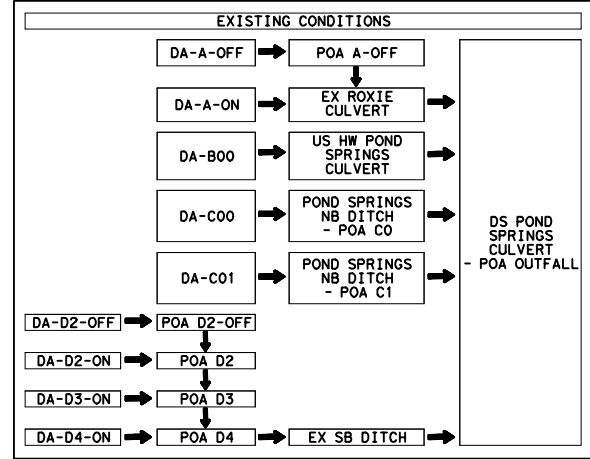 EXISTING CONDITIONS
DA-A-OFF
POA A-OFF
DA-A-ON
EX ROXIE
CULVERT
DA-B00
US HW POND
SPRINGS
CULVERT
DA-C00
POND SPRINGS
NB DITCH
- POA C0
DA-C01
POND SPRINGS
NB DITCH
- POA C1
DS POND
SPRINGS
CULVERT
- POA OUTFALL
DA-D2-OFF
POA D2-OFF
DA-D2-ON
POA D2
DA-D3-ON
POA D3
DA-D4-ON
POA D4
EX SB DITCH